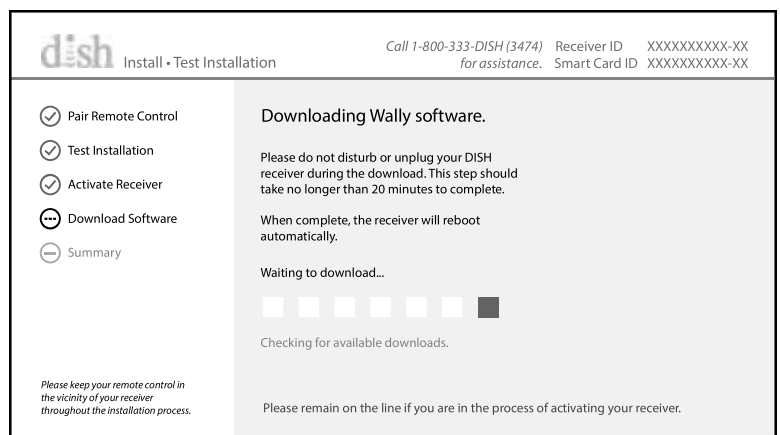 dish Install • Test Installation
Call 1-800-333-DISH (3474)
for assistance.
Receiver ID XXXXXXXXXX-XX
Smart Card ID XXXXXXXXXX-XX
Pair Remote Control
Test Installation
Activate Receiver
Download Software
Summary
Please keep your remote control in
the vicinity of your receiver
throughout the installation process.
Downloading Wally software.
Please do not disturb or unplug your DISH
receiver during the download. This step should
take no longer than 20 minutes to complete.
When complete, the receiver will reboot
automatically.
Waiting to download...
Checking for available downloads.
Please remain on the line if you are in the process of activating your receiver.